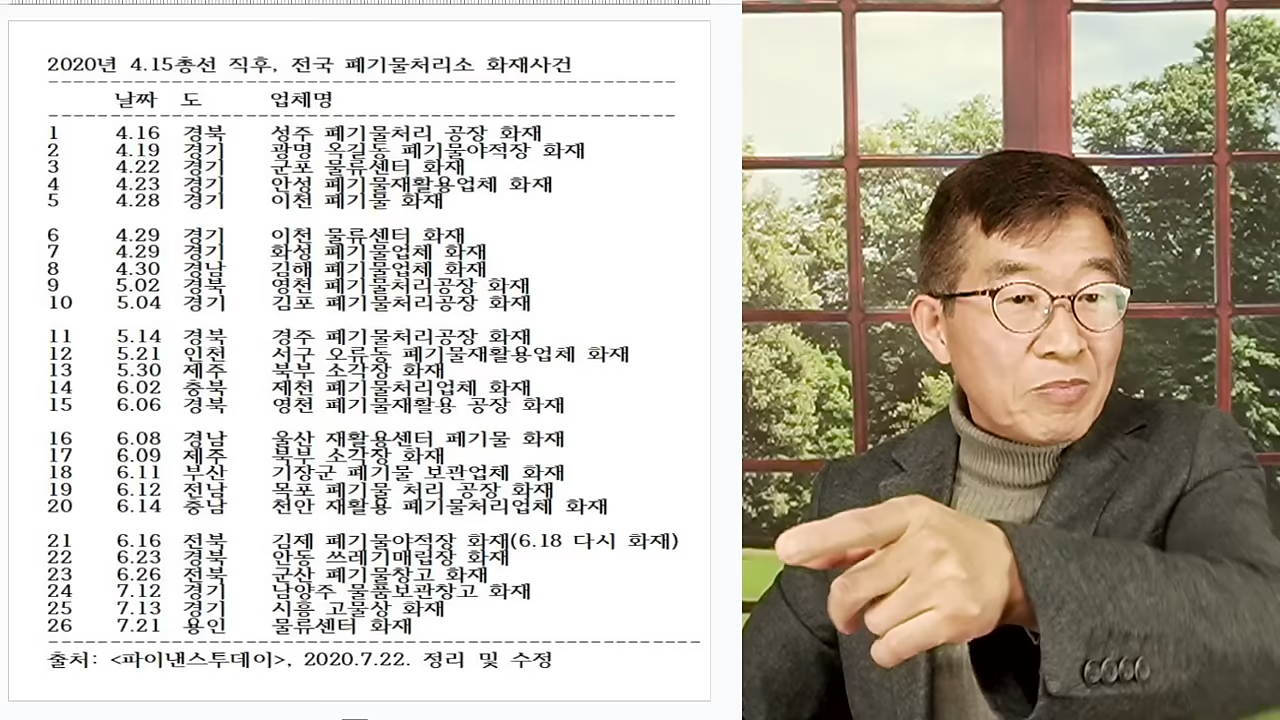 2020년 4.15총선 직후, 전국 폐기물처리소 화재사건
날짜 도 업체명
1 4.16 경북 성주 폐기물처리 공장 화재
2 4.19 경기 광명 옥길동 폐기물야적장 화재
3 4.22 경기 군포 물류센터 화재
4 4.23 경기 안성 폐기물재활용업체 화재
5 4.28 경기 이천 폐기물 화재
6 4.29 경기 이천 물류센터 화재
7 4.29 경기 화성 폐기물업체 화재
8 4.30 경남 김해 폐기물업체 화재
9 5.02 경북 영천 폐기물처리공장 화재
10 5.04 경기 김포 폐기물처리공장 화재
11 5.14 경북 경주 폐기물처리공장 화재
12 5.21 인천 서구 오류동 폐기물재활용업체 화재
13 5.30 제주 북부 소각장 화재
14 6.02 충북 제천 폐기물처리업체 화재
15 6.06 경북 영천 폐기물재활용 공장 화재
16 6.08 경남 울산 재활용센터 폐기물 화재
17 6.09 제주 북부 소각장 화재
18 6.11 부산 기장군 폐기물 보관업체 화재
19 6.12 전남 목포 폐기물 처리 공장 화재
20 6.14 충남 천안 재활용 폐기물처리업체 화재
21 6.16 전북 김제 폐기물야적장 화재(6.18 다시 화재)
22 6.23 경북 안동 쓰레기매립장 화재
23 6.26 전북 군산 폐기물창고 화재
24 7.12 경기 남양주 물품보관창고 화재
25 7.13 경기 시흥 고물상 화재
26 7.21 용인 물류센터 화재
출처: <파이낸스투데이>, 2020.7.22. 정리 및 수정